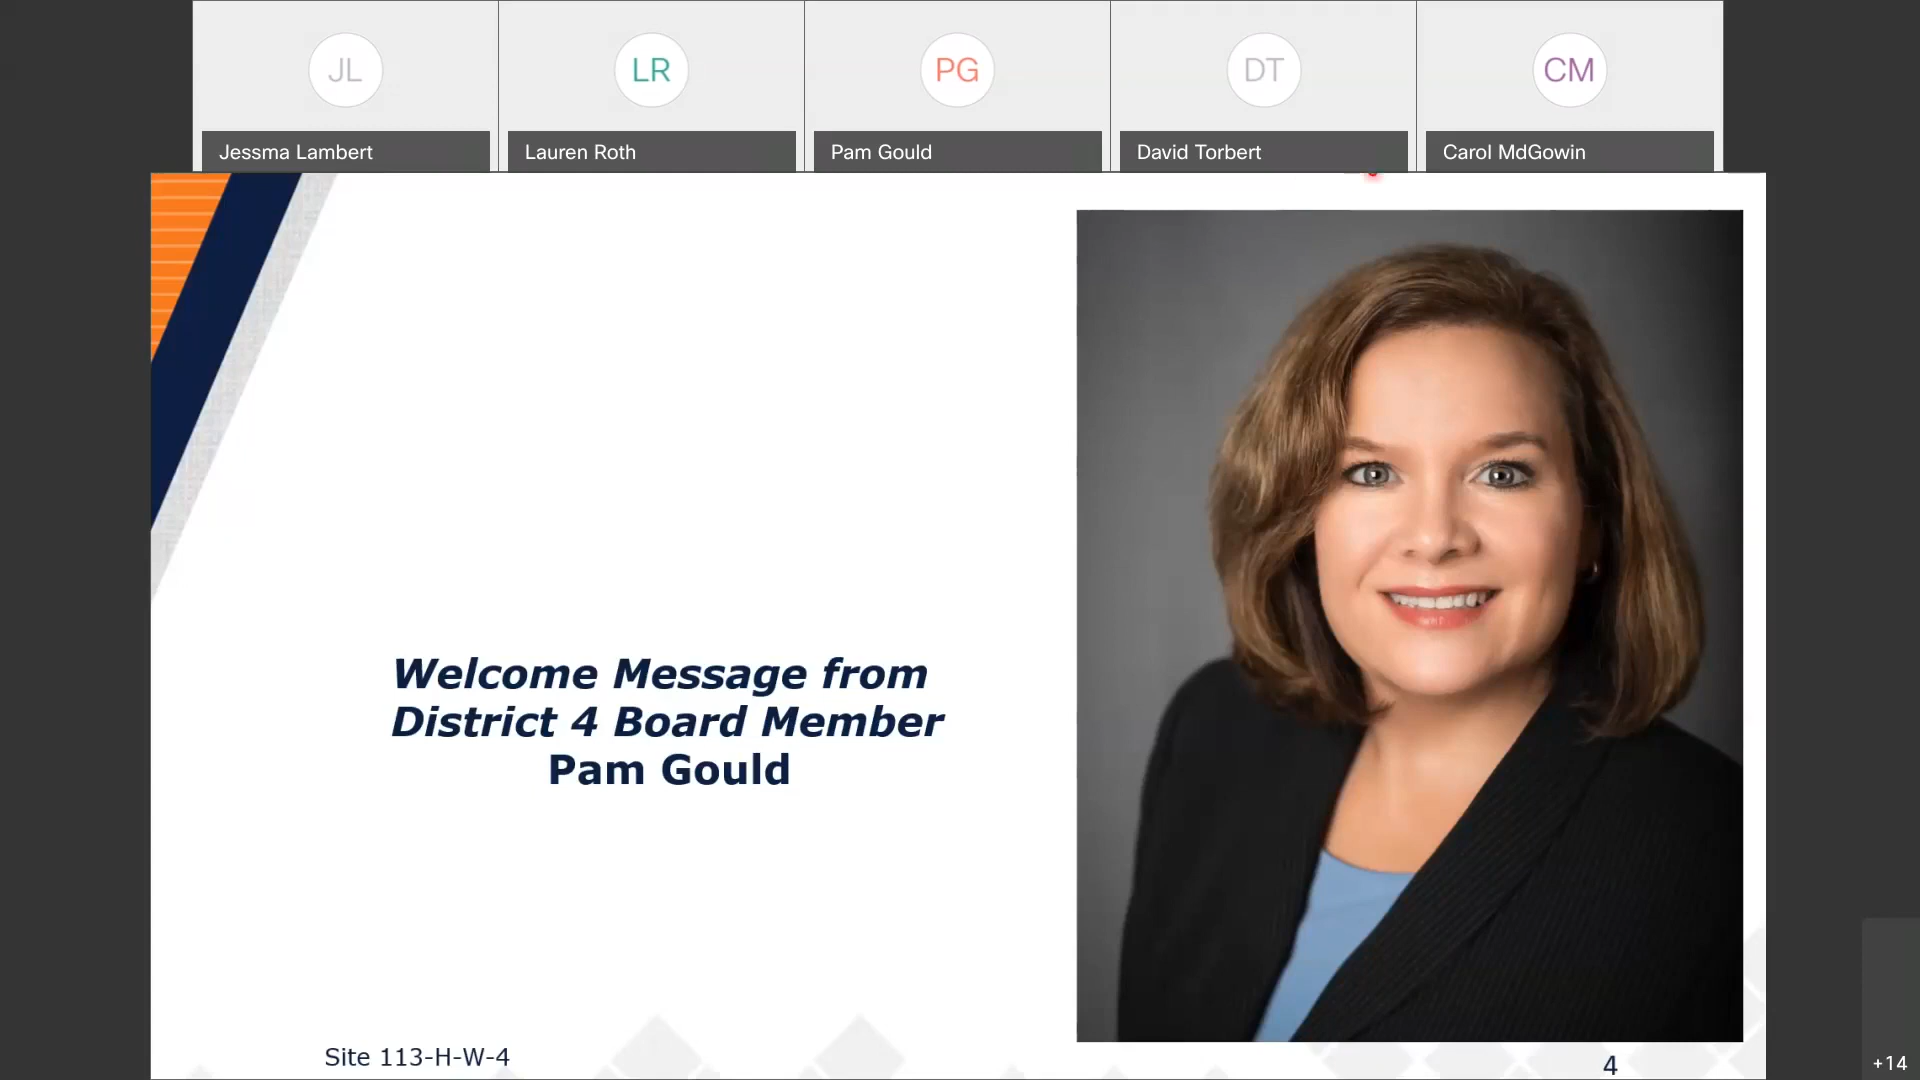 JL
LR
PG
DT
CM
Jessma Lambert
Lauren Roth
Pam Gould
David Torbert
Carol MdGowin
Welcome Message from
District 4 Board Member
Pam Gould
Site 113-H-W-4
4
+14